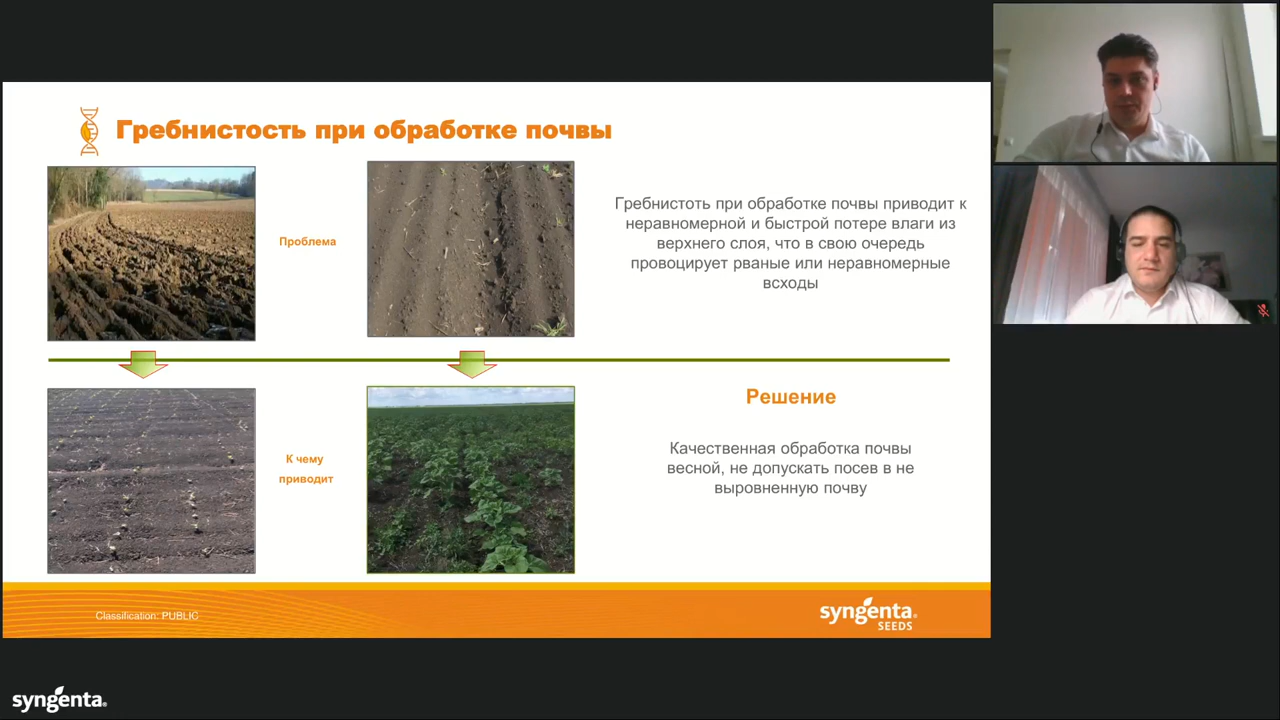 Гребнистость при обработке почвы
Проблема
Гребнистоть при обработке почвы приводит к
неравномерной и быстрой потере влаги из
верхнего слоя, что в свою очередь
провоцирует рваные или неравномерные
всходы
К чему
приводит
Решение
Качественная обработка почвы
весной, не допускать посев в не
выровненную почву
Classification: PUBLIC
syngenta®
SEEDS
syngenta®